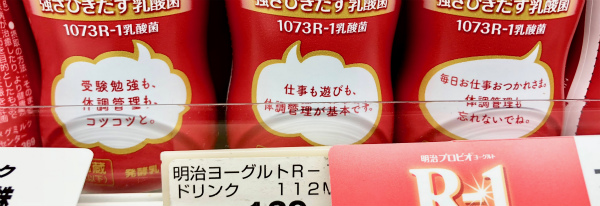 強さひきだす乳酸菌
1073R-1乳酸菌
受験勉強も、
体調管理も、
コツコツと。
発酵乳
強さひきだす乳酸菌
1073R-1乳酸菌
仕事も遊びも、
体調管理が基本です。
強さひきだす乳酸菌
1073R-1乳酸菌
毎日お仕事おつかれさま。
体調管理も
忘れないでね。
明治ヨーグルトR-
ドリンク 112M
明治プロビオヨーグルト
R-1